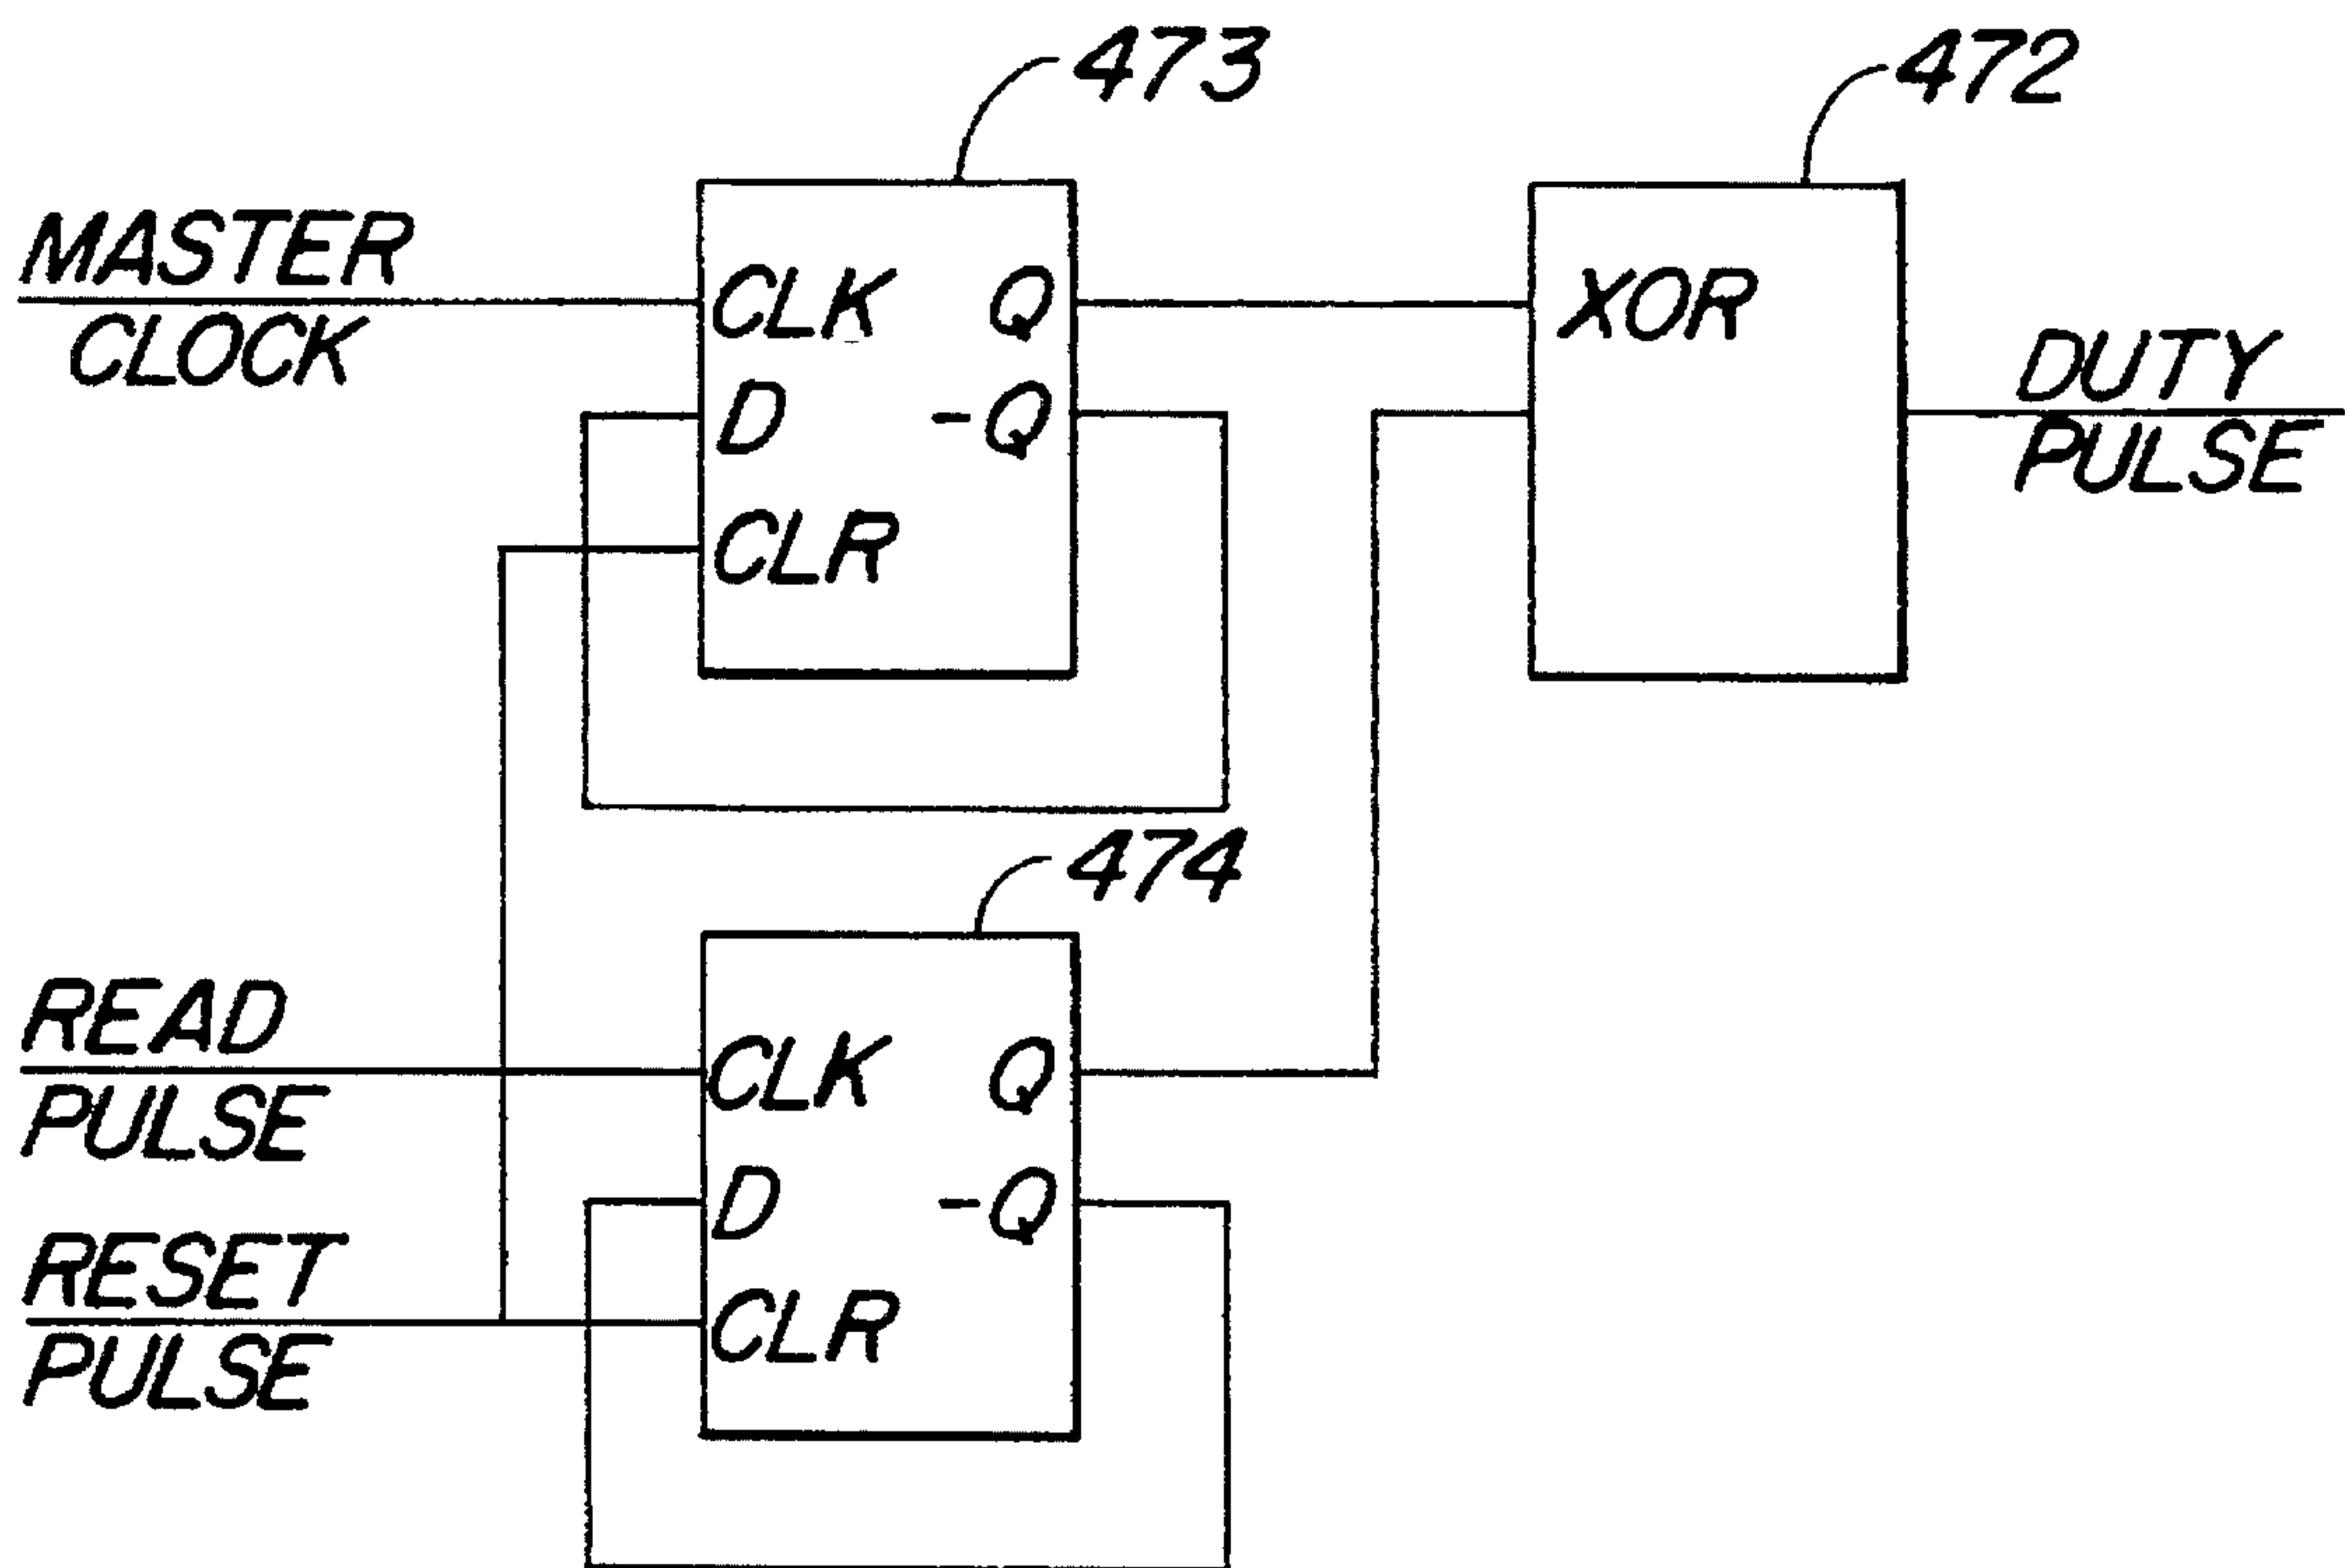 473
472
MASTER
CLOCK
CLK Q
D -Q
CLR
XOR
DUTY
PULSE
474
READ
PULSE
RESET
PULSE
CLK Q
D -Q
CLR